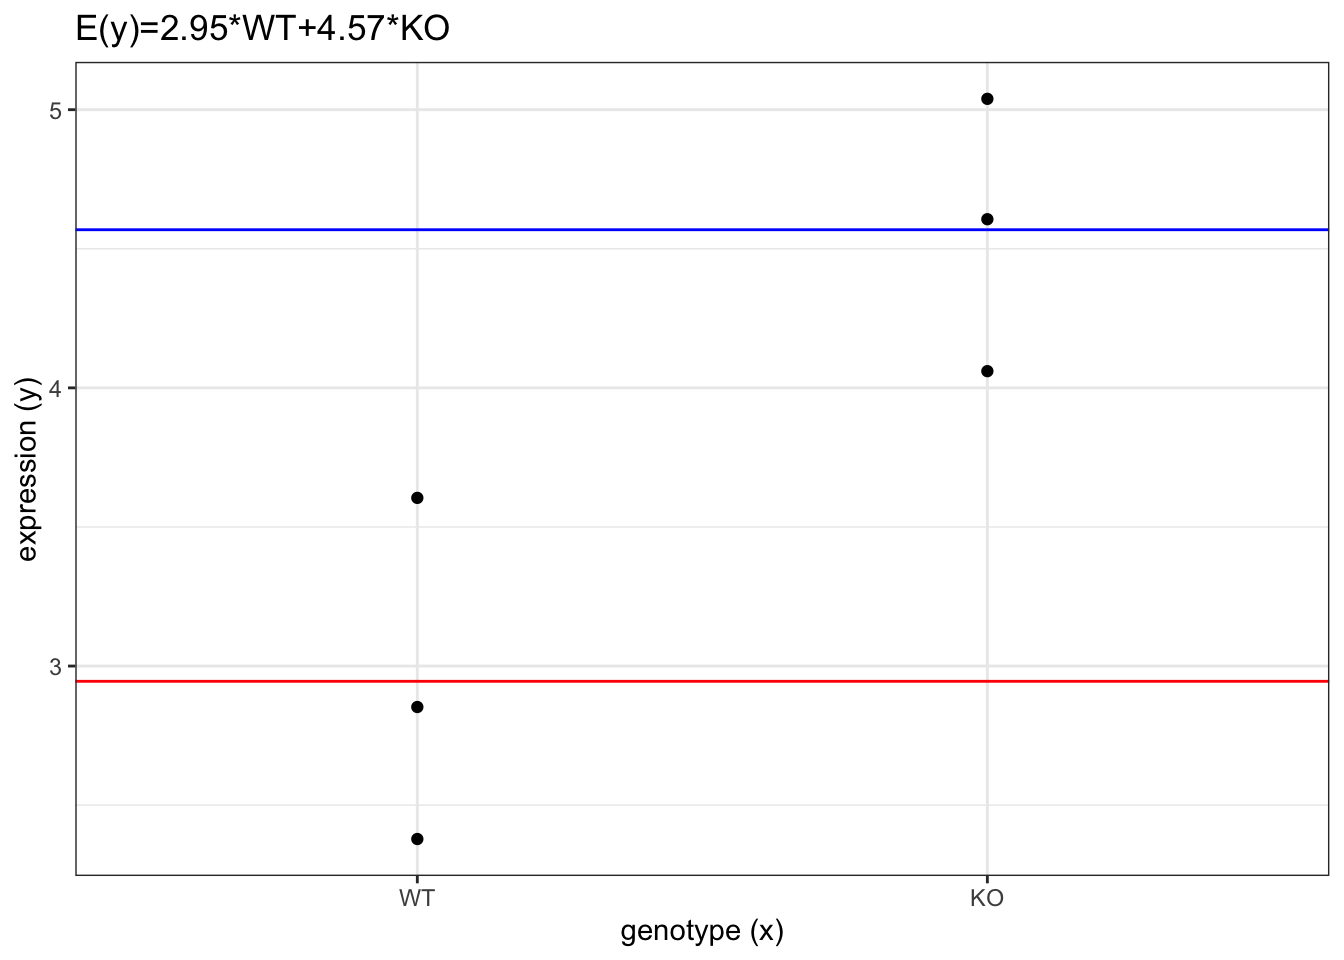 E(y)=2.95*WT+4.57*KO
5
4
3
expression (y)
WT
KO
genotype (x)